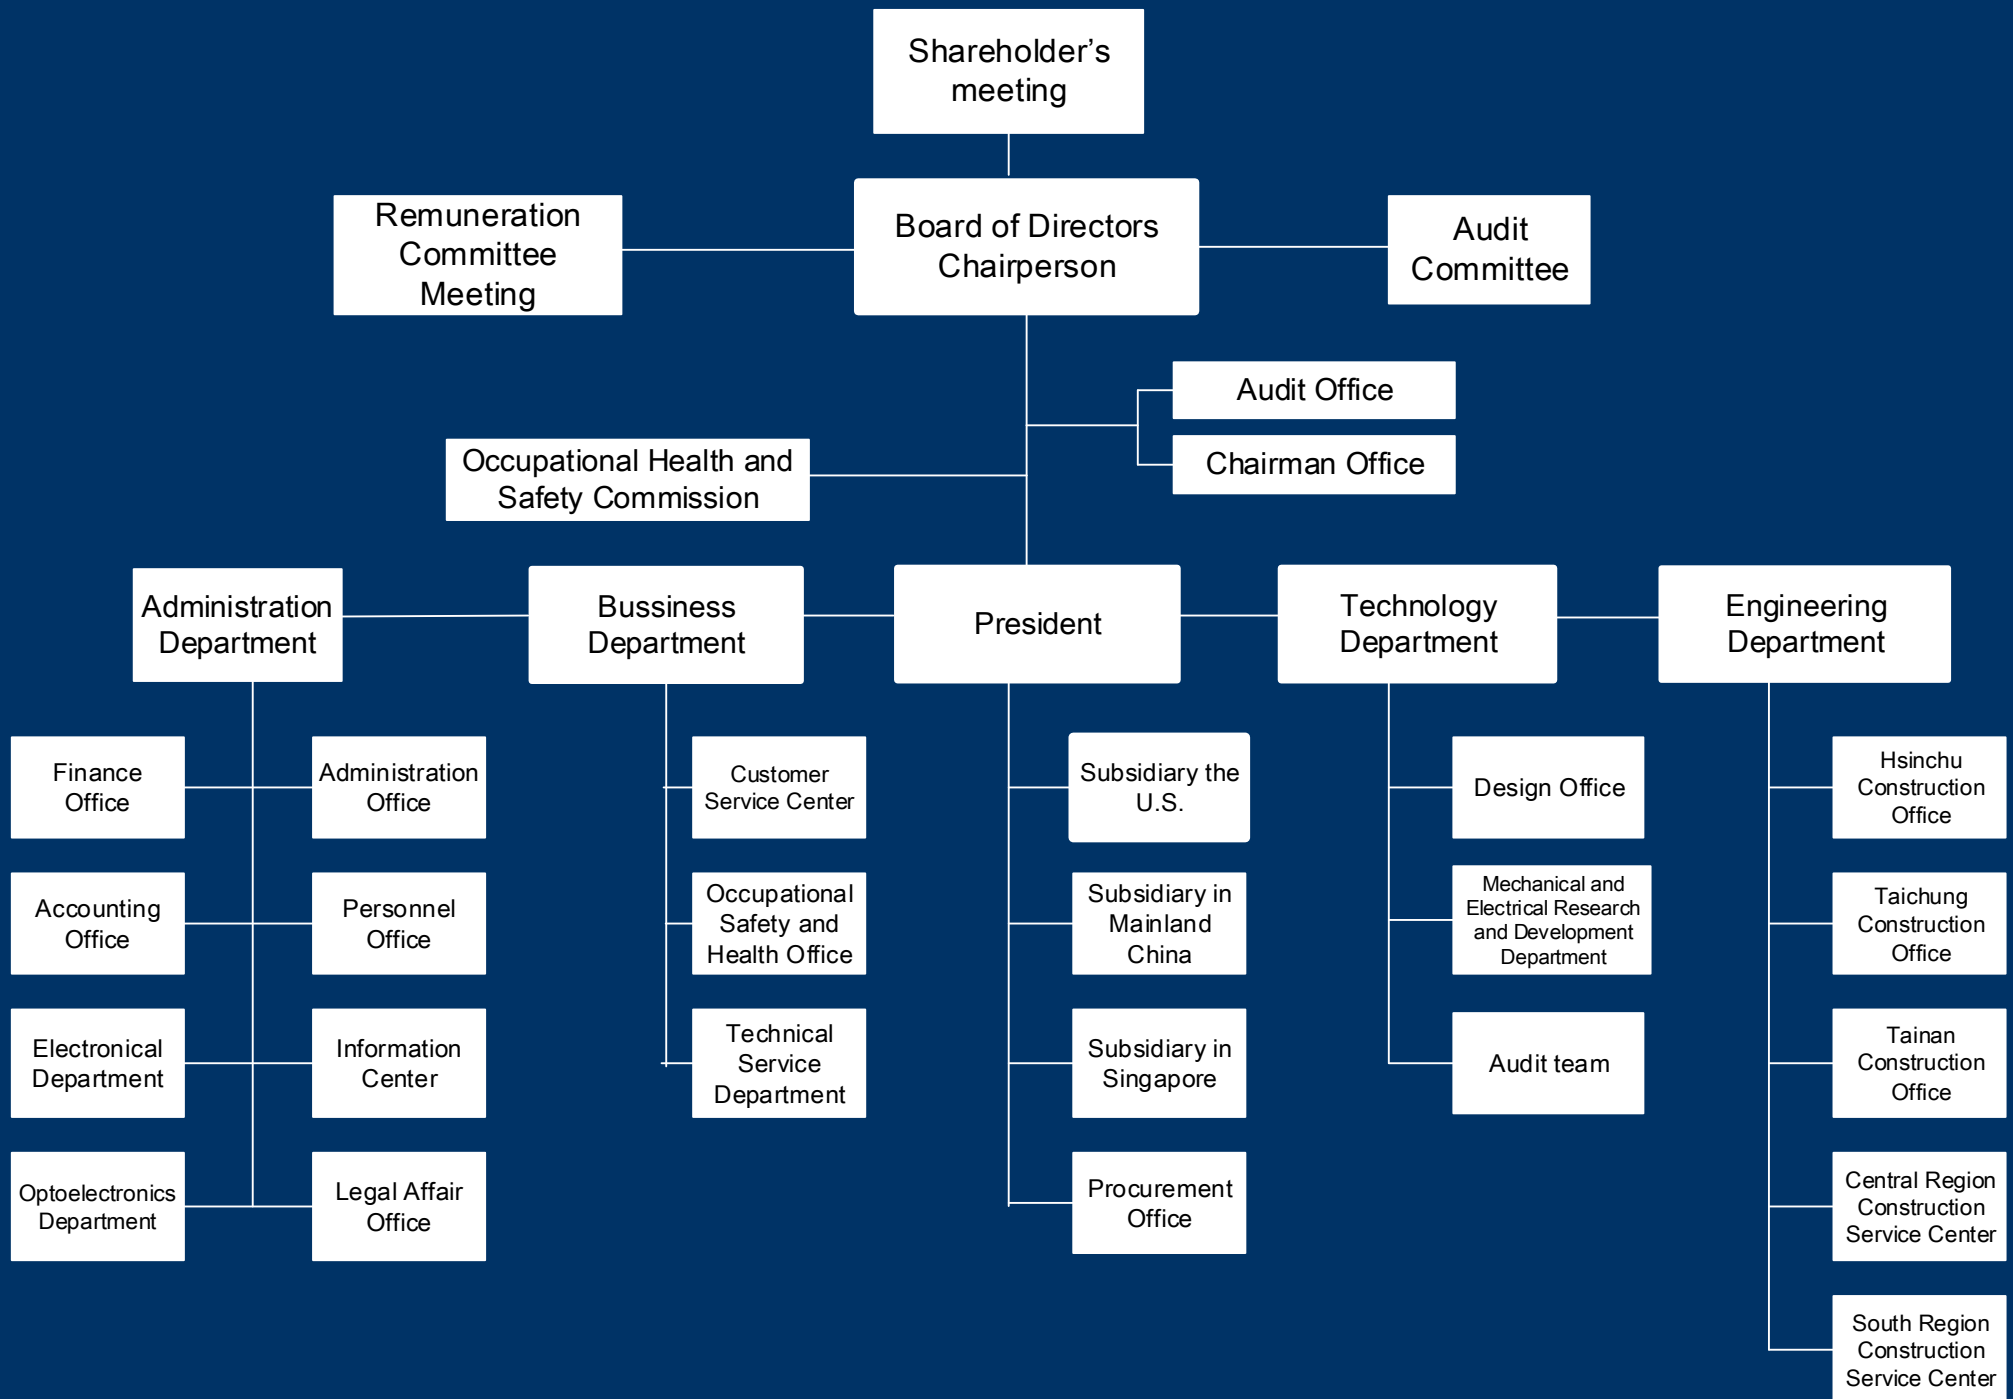 Shareholder’s
meeting
Remuneration
Committee
Meeting
Board of Directors
Chairperson
Audit
Committee
Audit Office
Chairman Office
Occupational Health and
Safety Commission
Administration
Department
Bussiness
Department
President
Technology
Department
Engineering
Department
Finance
Office
Administration
Office
Accounting
Office
Personnel
Office
Electronical
Department
Information
Center
Optoelectronics
Department
Legal Affair
Office
Customer
Service Center
Occupational
Safety and
Health Office
Technical
Service
Department
Subsidiary the
U.S.
Subsidiary in
Mainland
China
Subsidiary in
Singapore
Procurement
Office
Design Office
Mechanical and
Electrical Research
and Development
Department
Audit team
Hsinchu
Construction
Office
Taichung
Construction
Office
Tainan
Construction
Office
Central Region
Construction
Service Center
South Region
Construction
Service Center